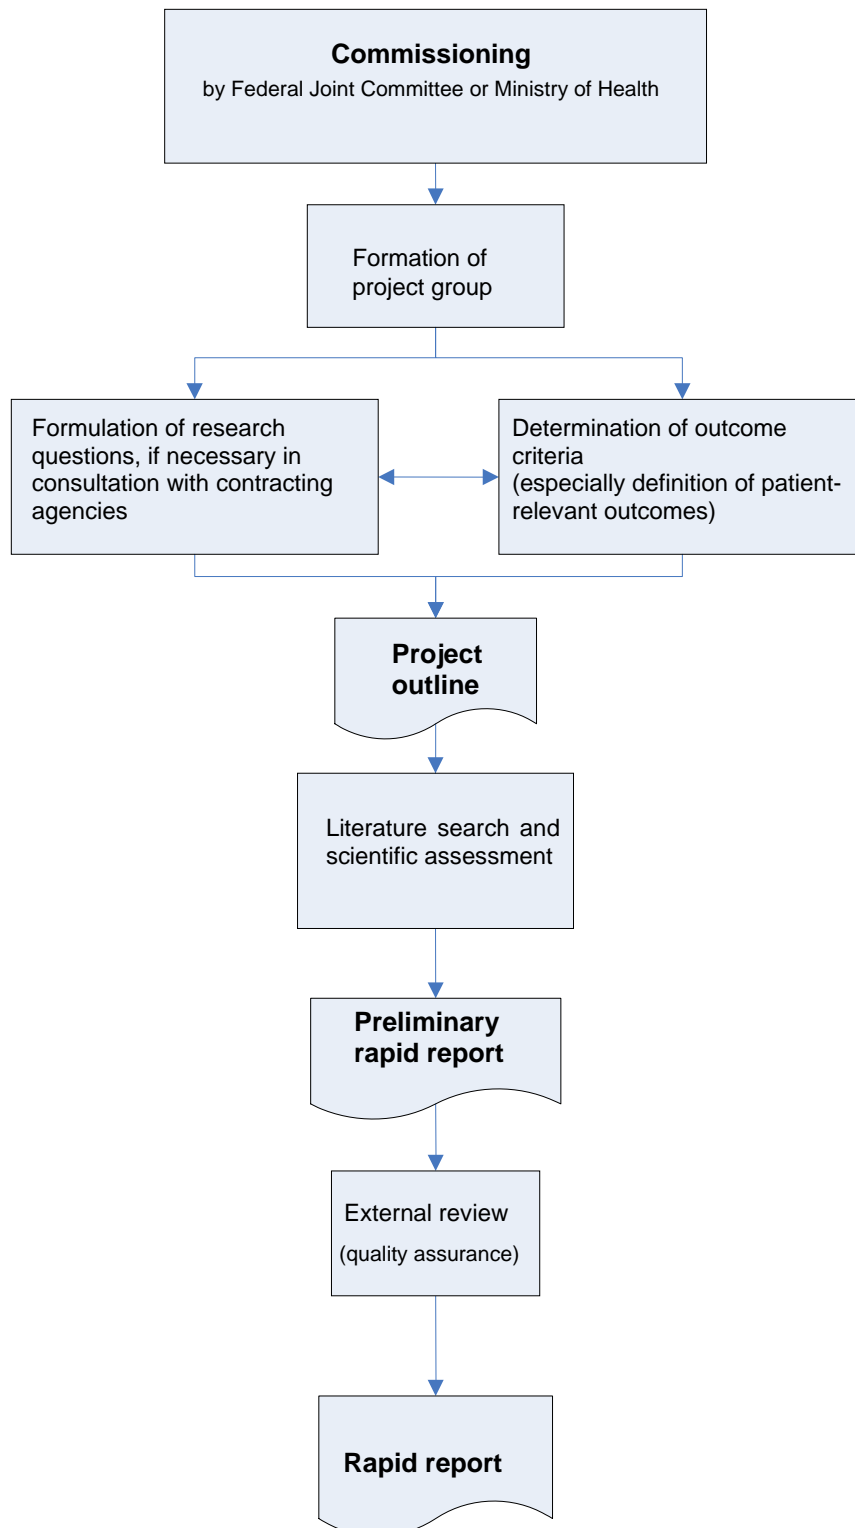 Commissioning
by Federal Joint Committee or Ministry of Health
Formation of
project group
Formulation of research
questions, if necessary in
consultation with contracting
agencies
Determination of outcome
criteria
(especially definition of patient-
relevant outcomes)
Project
outline
Literature search and
scientific assessment
Preliminary
rapid report
External review
(quality assurance)
Rapid report